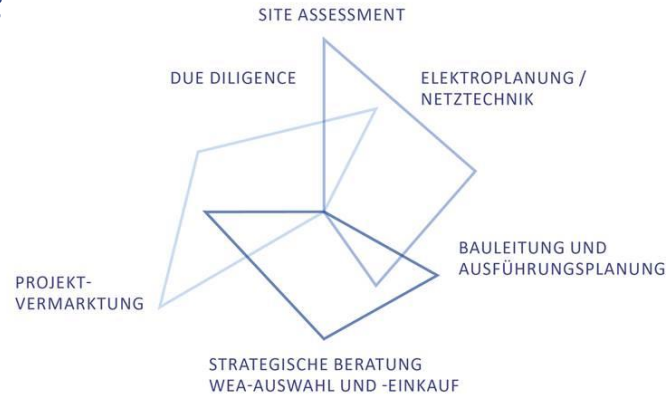 SITE ASSESSMENT
DUE DILIGENCE
ELEKTROPLANUNG /
NETZTECHNIK
BAULEITUNG UND
AUSFÜHRUNGSPLANUNG
PROJEKT-
VERMARKTUNG
STRATEGISCHE BERATUNG
WEA-AUSWAHL UND -EINKAUF